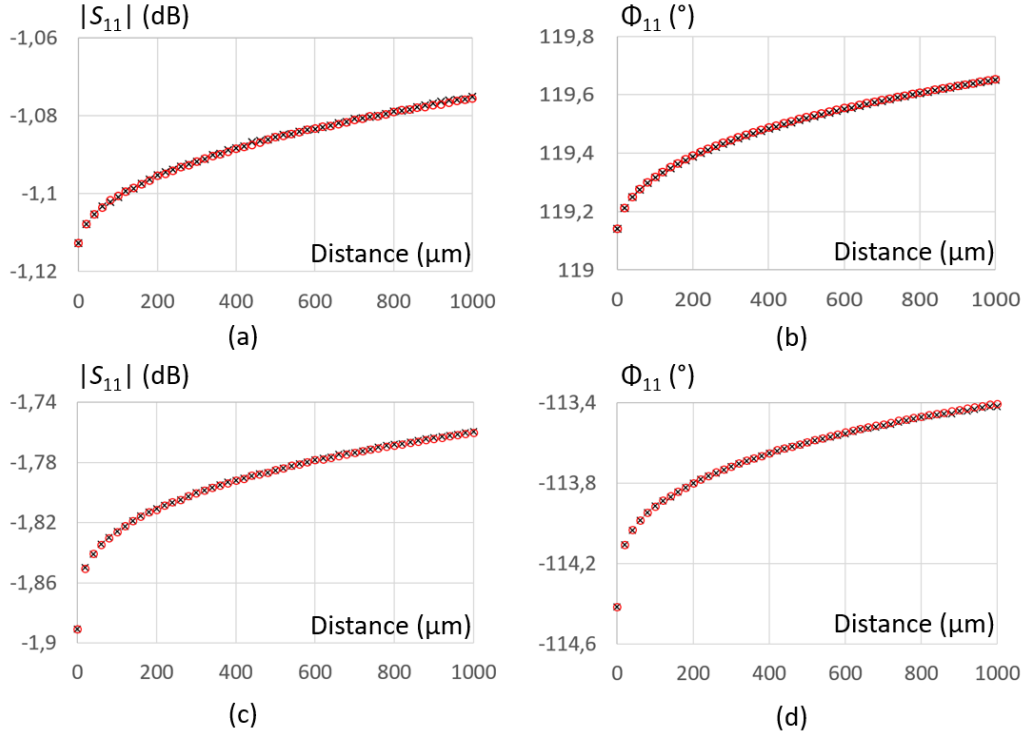 |S11| (dB)
-1,06
-1,08
-1,1
-1,12
Distance (μm)
0 200 400 600 800 1000
(a)
Φ11 (°)
119,8
119,6
119,4
119,2
119
Distance (μm)
0 200 400 600 800 1000
(b)
|S11| (dB)
-1,74
-1,78
-1,82
-1,86
-1,9
Distance (μm)
0 200 400 600 800 1000
(c)
Φ11 (°)
-113,4
-113,8
-114,2
-114,6
Distance (μm)
0 200 400 600 800 1000
(d)